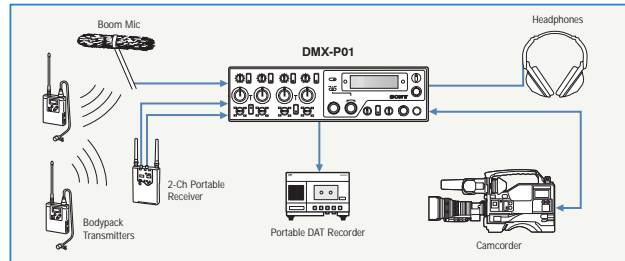 Boom Mic
Headphones
DMX-P01
SONY
2-Ch Portable
Receiver
Bodypack
Transmitters
Portable DAT Recorder
Camcorder